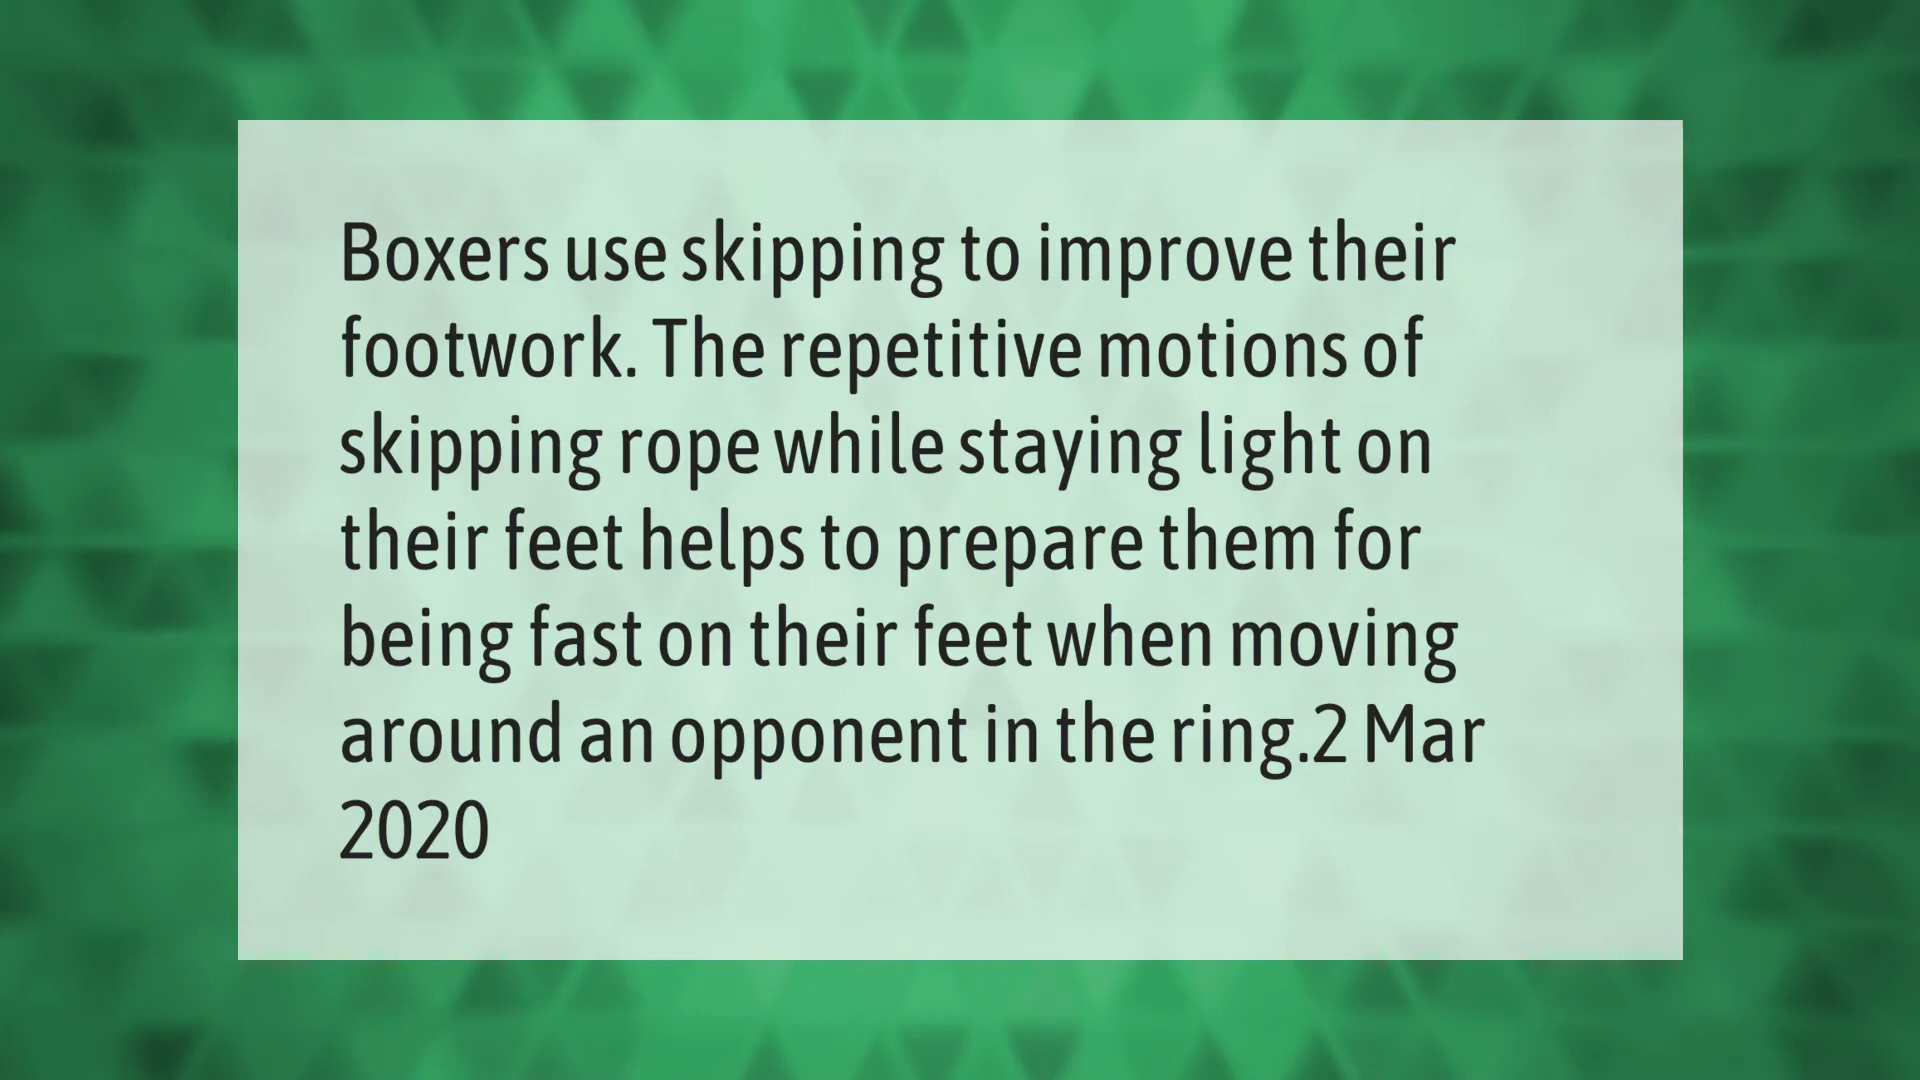 Boxers use skipping to improve their
footwork. The repetitive motions of
skipping rope while staying light on
their feet helps to prepare them for
being fast on their feet when moving
around an opponent in the ring.2 Mar
2020